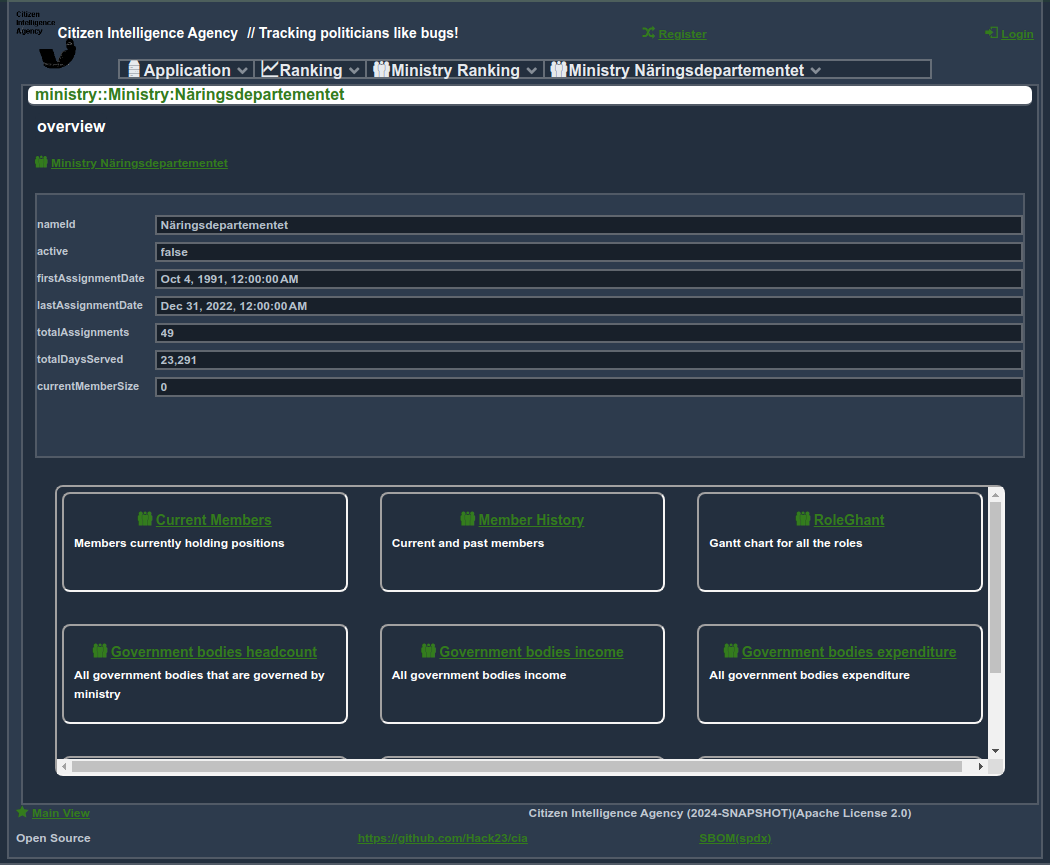 Citizen
Intelligence
Agency
Citizen Intelligence Agency // Tracking politicians like bugs!
Register
Login
Application
Ranking
Ministry Ranking
Ministry Näringsdepartementet
ministry::Ministry:Näringsdepartementet
overview
Ministry Näringsdepartementet
nameId Näringsdepartementet
active false
firstAssignmentDate Oct 4, 1991, 12:00:00 AM
lastAssignmentDate Dec 31, 2022, 12:00:00 AM
totalAssignments 49
totalDaysServed 23,291
currentMemberSize 0
Current Members
Members currently holding positions
Member History
Current and past members
RoleGhant
Gantt chart for all the roles
Government bodies headcount
All government bodies that are governed by
ministry
Government bodies income
All government bodies income
Government bodies expenditure
All government bodies expenditure
Main View
Citizen Intelligence Agency (2024-SNAPSHOT)(Apache License 2.0)
Open Source
https://github.com/Hack23/cia
SBOM(spdx)